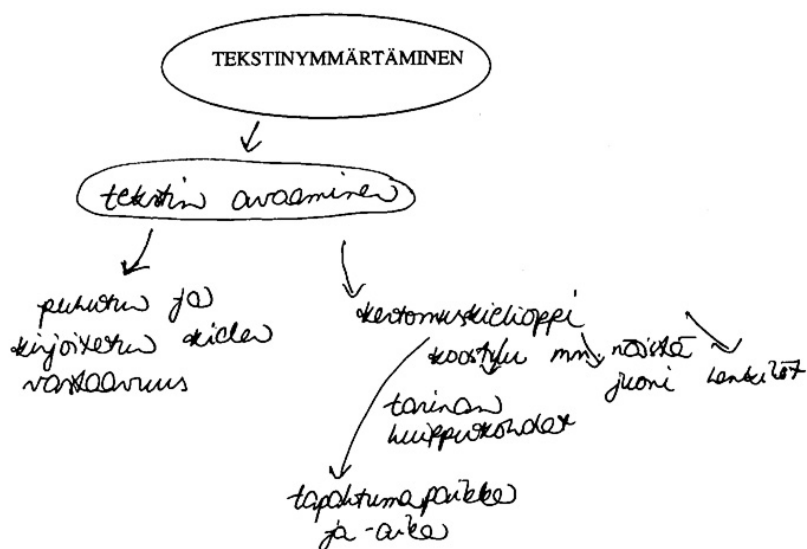 TEKSTINYMMÄRTÄMINEN
tekstin avaaminen
puhutun ja
kirjoitetun kielen
vastaavuus
kertomuskielioppi
koostuu mm. näistä
juoni henkilöt
tarinan
huippukohdat
tapahtumapaikka
ja -aika